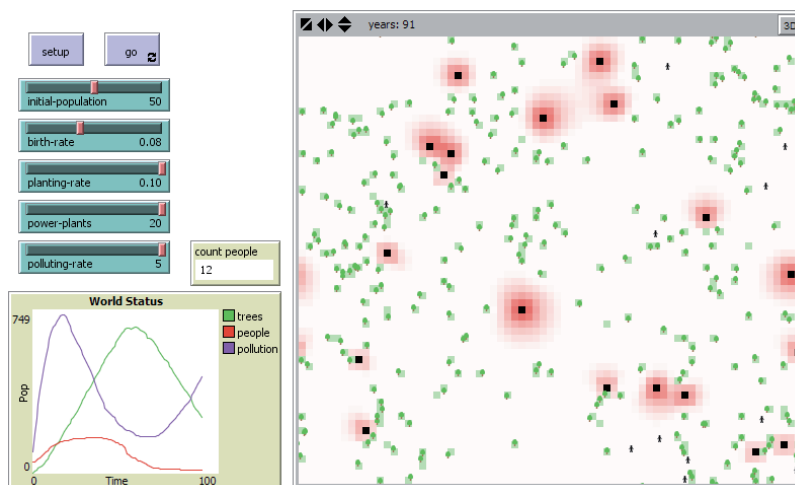 years: 91
3D
setup
go
initial-population 50
birth-rate 0.08
planting-rate 0.10
power-plants 20
polluting-rate 5
count people
12
World Status
749
Pop
0
0
Time
100
trees
people
pollution